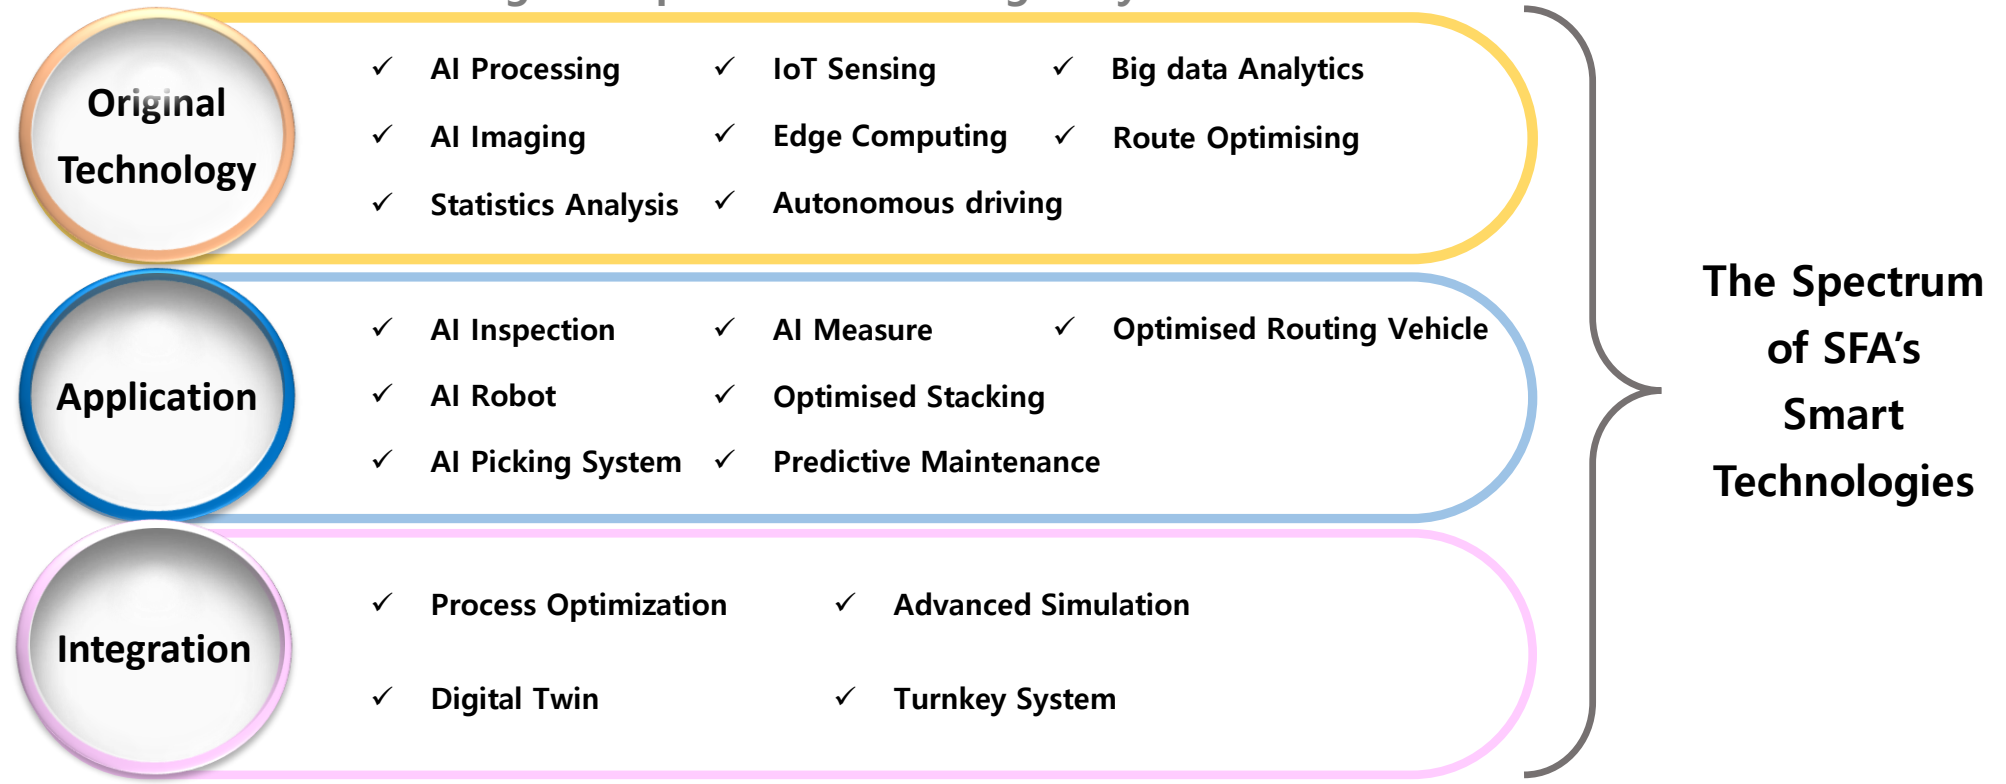 Original
Technology
✓ AI Processing ✓ IoT Sensing ✓ Big data Analytics
✓ AI Imaging ✓ Edge Computing ✓ Route Optimising
✓ Statistics Analysis ✓ Autonomous driving
Application
✓ AI Inspection ✓ AI Measure ✓ Optimised Routing Vehicle
✓ AI Robot ✓ Optimised Stacking
✓ AI Picking System ✓ Predictive Maintenance
Integration
✓ Process Optimization ✓ Advanced Simulation
✓ Digital Twin ✓ Turnkey System
The Spectrum
of SFA’s
Smart
Technologies